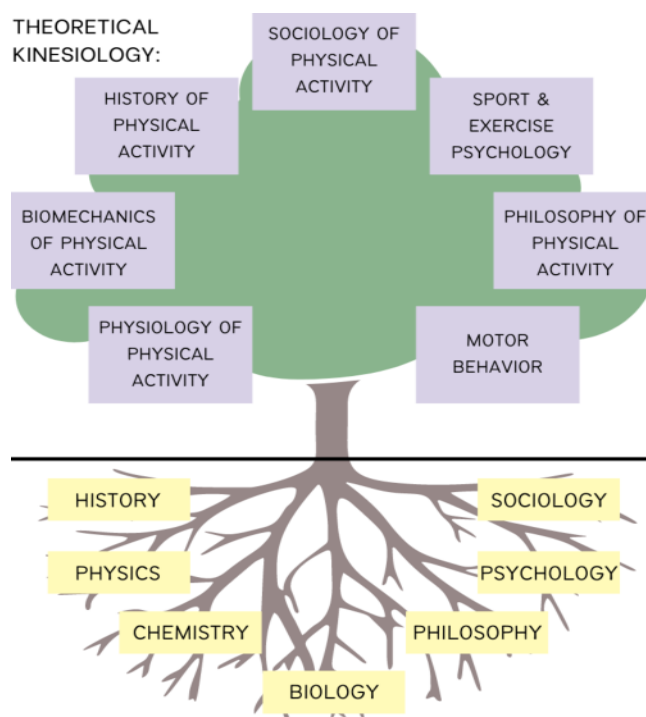 THEORETICAL
KINESIOLOGY:
SOCIOLOGY OF
PHYSICAL
ACTIVITY
HISTORY OF
PHYSICAL
ACTIVITY
SPORT &
EXERCISE
PSYCHOLOGY
BIOMECHANICS
OF PHYSICAL
ACTIVITY
PHILOSOPHY OF
PHYSICAL
ACTIVITY
PHYSIOLOGY OF
PHYSICAL
ACTIVITY
MOTOR
BEHAVIOR
HISTORY
SOCIOLOGY
PHYSICS
PSYCHOLOGY
CHEMISTRY
PHILOSOPHY
BIOLOGY